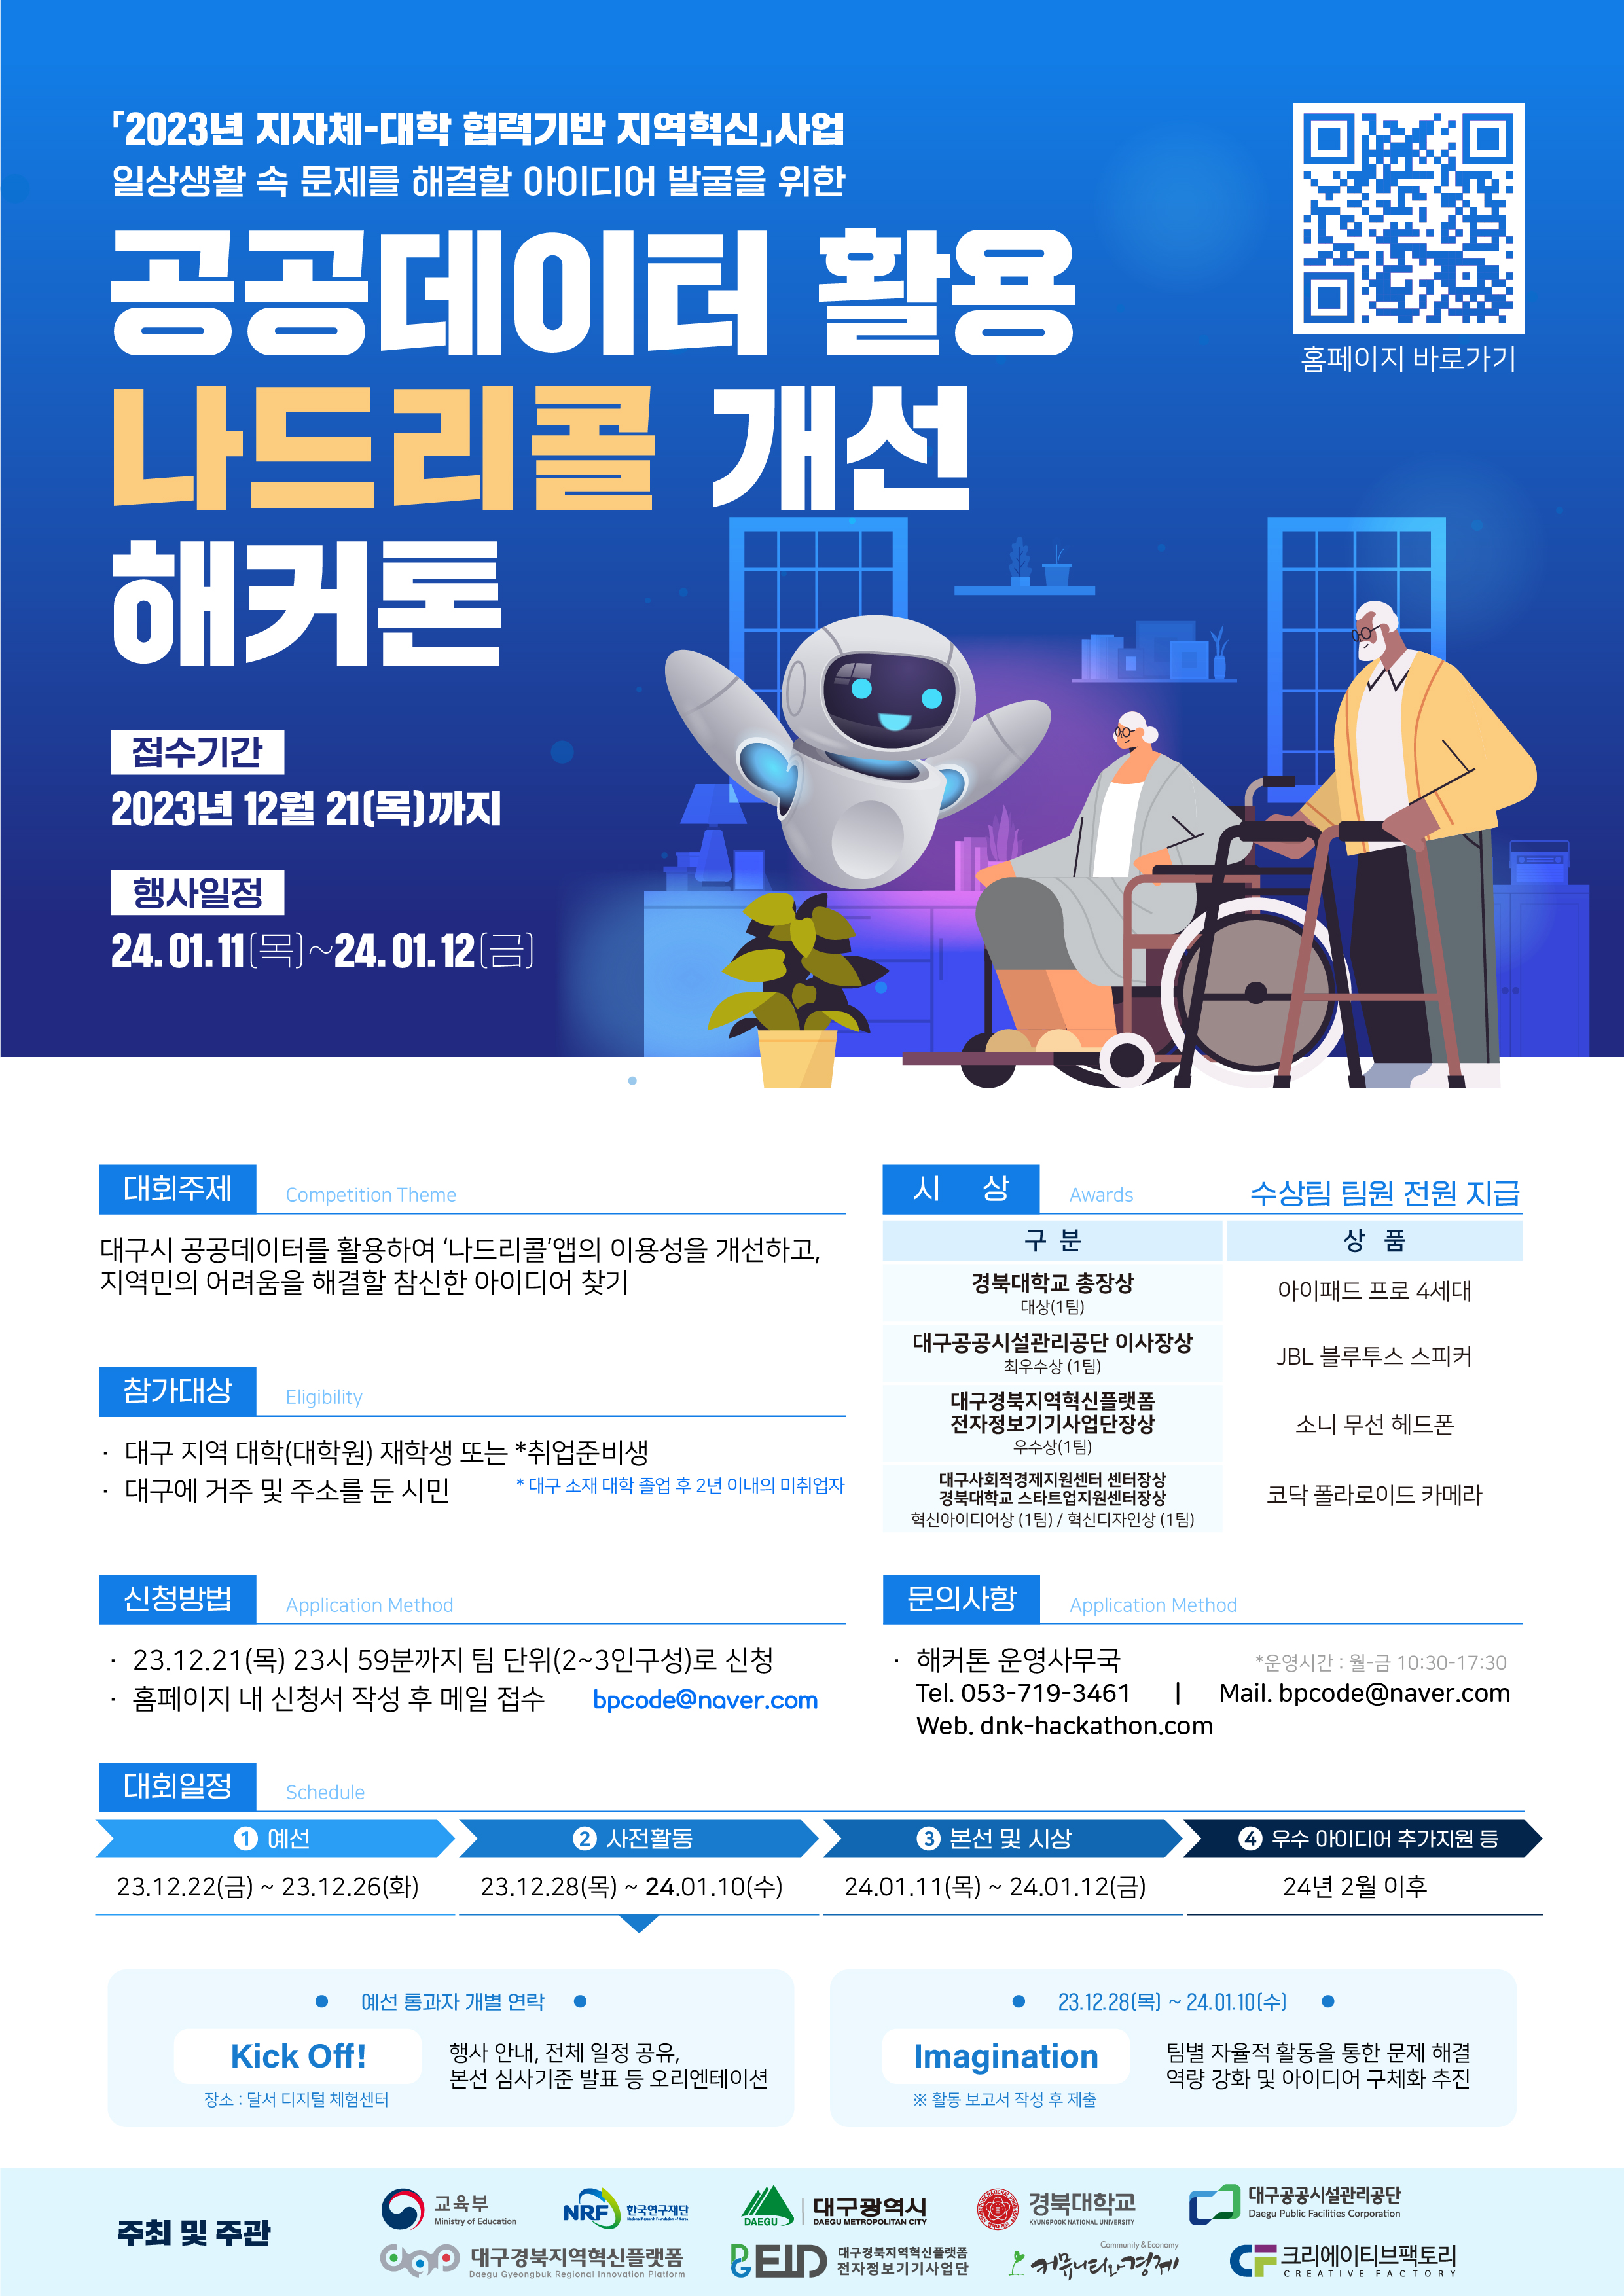 「2023년 지자체-대학 협력기반 지역혁신」사업
일상생활 속 문제를 해결할 아이디어 발굴을 위한
공공데이터 활용
나드리콜 개선
해커톤
홈페이지 바로가기
접수기간
2023년 12월 21(목)까지
행사일정
24. 01. 11(목)~24. 01. 12(금)
대회주제 Competition Theme
대구시 공공데이터를 활용하여 ‘나드리콜’앱의 이용성을 개선하고,
지역민의 어려움을 해결할 참신한 아이디어 찾기
참가대상 Eligibility
· 대구 지역 대학(대학원) 재학생 또는 *취업준비생
· 대구에 거주 및 주소를 둔 시민 * 대구 소재 대학 졸업 후 2년 이내의 미취업자
시 상 Awards 수상팀 팀원 전원 지급
구 분 상 품
경북대학교 총장상
대상(1팀)
아이패드 프로 4세대
대구공공시설관리공단 이사장상
최우수상 (1팀)
JBL 블루투스 스피커
대구경북지역혁신플랫폼
전자정보기기사업단장상
우수상(1팀)
소니 무선 헤드폰
대구사회적경제지원센터 센터장상
경북대학교 스타트업지원센터장상
혁신아이디어상 (1팀) / 혁신디자인상 (1팀)
코닥 폴라로이드 카메라
신청방법 Application Method
· 23.12.21(목) 23시 59분까지 팀 단위(2~3인구성)로 신청
· 홈페이지 내 신청서 작성 후 메일 접수 bpcode@naver.com
문의사항 Application Method
· 해커톤 운영사무국 *운영시간 : 월-금 10:30-17:30
Tel. 053-719-3461 | Mail. bpcode@naver.com
Web. dnk-hackathon.com
대회일정 Schedule
1 예선
23.12.22(금) ~ 23.12.26(화)
2 사전활동
23.12.28(목) ~ 24.01.10(수)
3 본선 및 시상
24.01.11(목) ~ 24.01.12(금)
4 우수 아이디어 추가지원 등
24년 2월 이후
● 예선 통과자 개별 연락 ●
Kick Off!
장소 : 달서 디지털 체험센터
행사 안내, 전체 일정 공유,
본선 심사기준 발표 등 오리엔테이션
● 23.12.28(목) ~ 24.01.10(수) ●
Imagination
※ 활동 보고서 작성 후 제출
팀별 자율적 활동을 통한 문제 해결
역량 강화 및 아이디어 구체화 추진
주최 및 주관
교육부
Ministry of Education
NRF 한국연구재단
National Research Foundation of Korea
DAEGU 대구광역시
DAEGU METROPOLITAN CITY
경북대학교
KYUNGPOOK NATIONAL UNIVERSITY
대구공공시설관리공단
Daegu Public Facilities Corporation
대구경북지역혁신플랫폼
Daegu Gyeongbuk Regional Innovation Platform
DG EID 대구경북지역혁신플랫폼
전자정보기기사업단
Community & Economy
커뮤니티와 경제
CF 크리에이티브팩토리
CREATIVE FACTORY